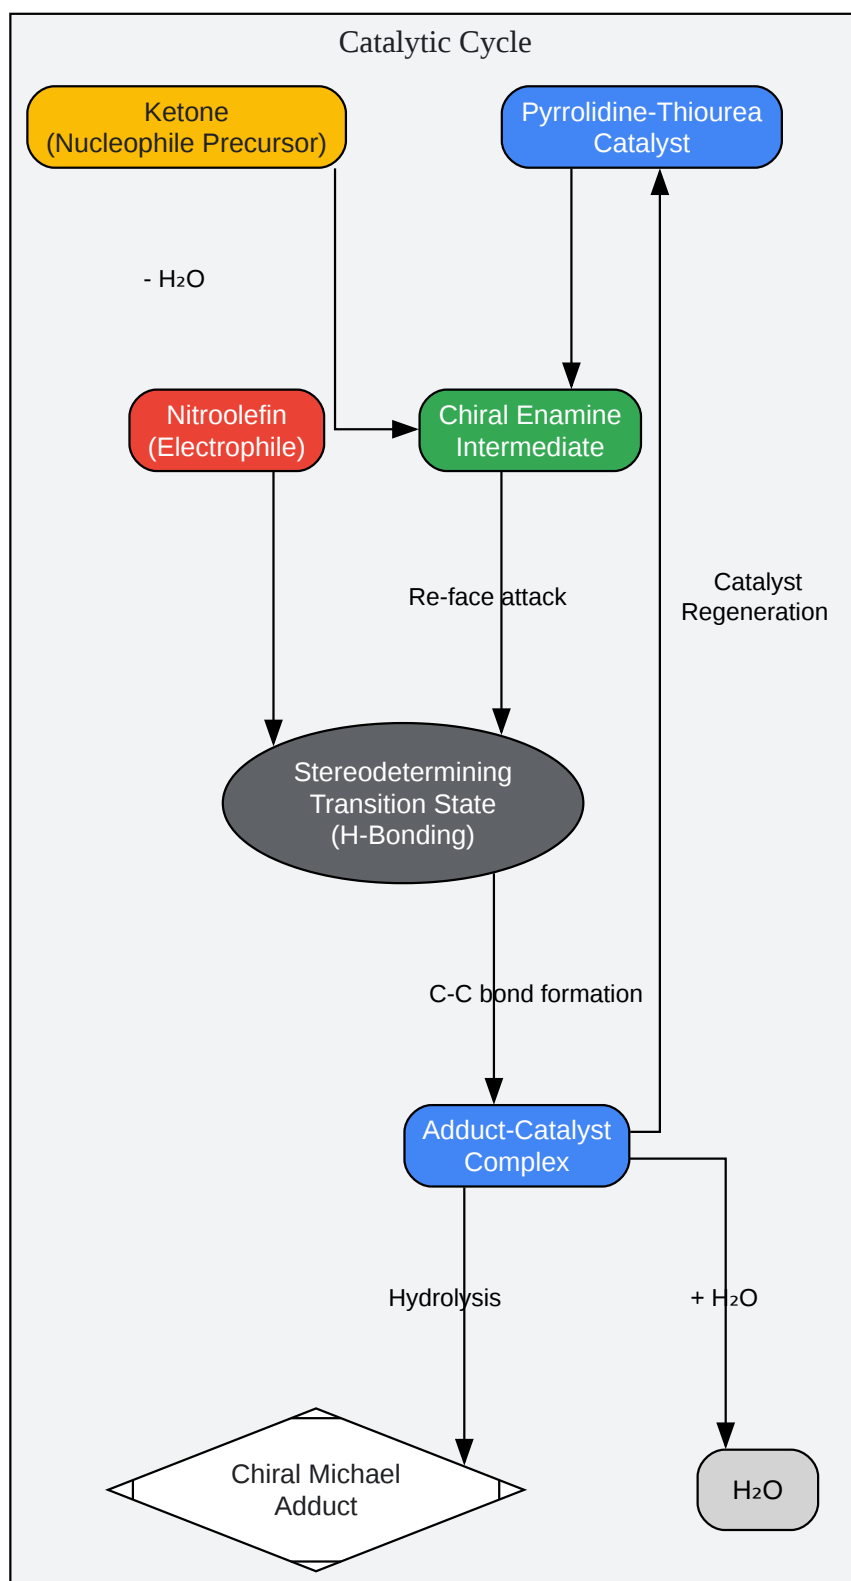 Catalytic Cycle
Ketone
(Nucleophile Precursor)
Pyrrolidine-Thiourea
Catalyst
- H₂O
Nitroolefin
(Electrophile)
Chiral Enamine
Intermediate
Re-face attack
Catalyst
Regeneration
Stereodetermining
Transition State
(H-Bonding)
C-C bond formation
Adduct-Catalyst
Complex
Hydrolysis
+ H₂O
Chiral Michael
Adduct
H₂O